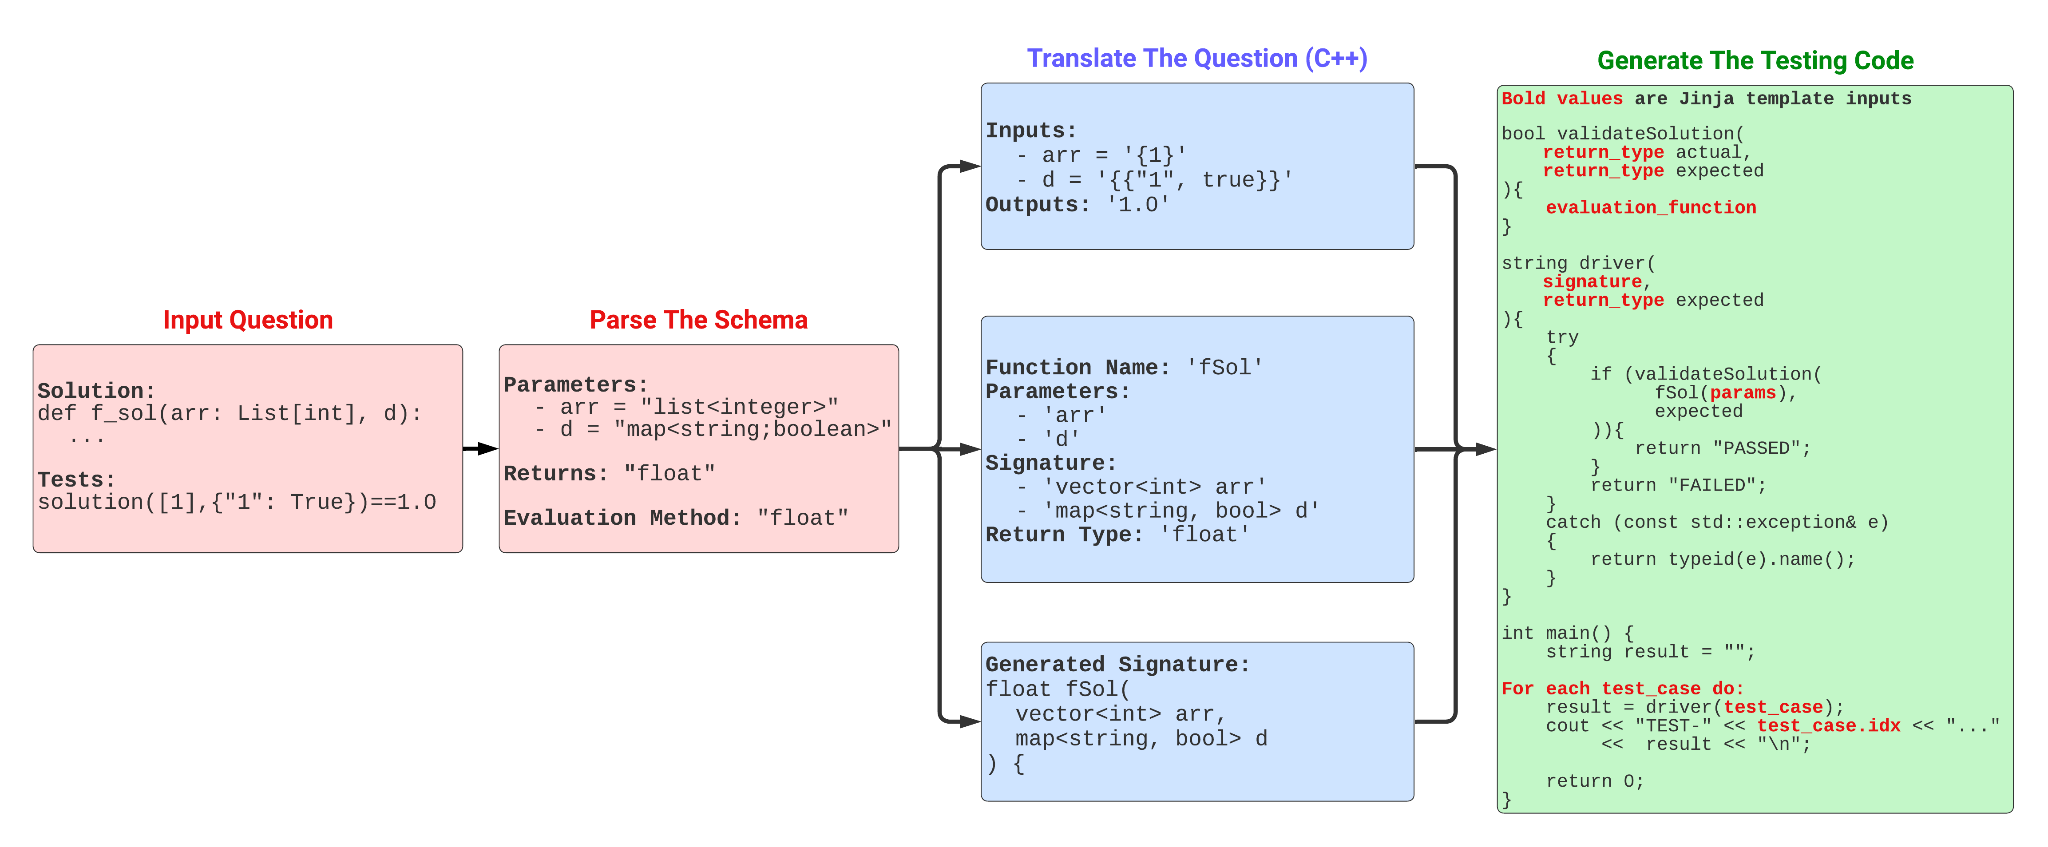 Input Question
Solution:
def f_sol(arr: List[int], d):
...
Tests:
solution([1],{"1": True})==1.0
Parse The Schema
Parameters:
- arr = "list<integer>"
- d = "map<string;boolean>"
Returns: "float"
Evaluation Method: "float"
Translate The Question (C++)
Inputs:
- arr = '{1}'
- d = '{{"1", true}}'
Outputs: '1.0'
Function Name: 'fSol'
Parameters:
- 'arr'
- 'd'
Signature:
- 'vector<int> arr'
- 'map<string, bool> d'
Return Type: 'float'
Generated Signature:
float fSol(
vector<int> arr,
map<string, bool> d
) {
Generate The Testing Code
Bold values are Jinja template inputs
bool validateSolution(
return_type actual,
return_type expected
){
evaluation_function
}
string driver(
signature,
return_type expected
){
try
{
if (validateSolution(
fSol(params),
expected
)){
return "PASSED";
}
return "FAILED";
}
catch (const std::exception& e)
{
return typeid(e).name();
}
}
int main() {
string result = "";
For each test_case do:
result = driver(test_case);
cout << "TEST-" << test_case.idx << "..."
<<  result << "\n";
return 0;
}